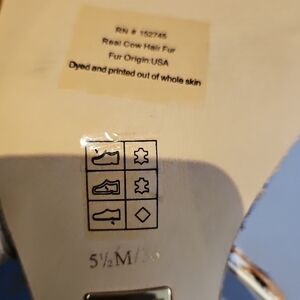 RN # 152745
Real Cow Hair Fur
Fur Origin:USA
Dyed and printed out of whole skin
5½M/